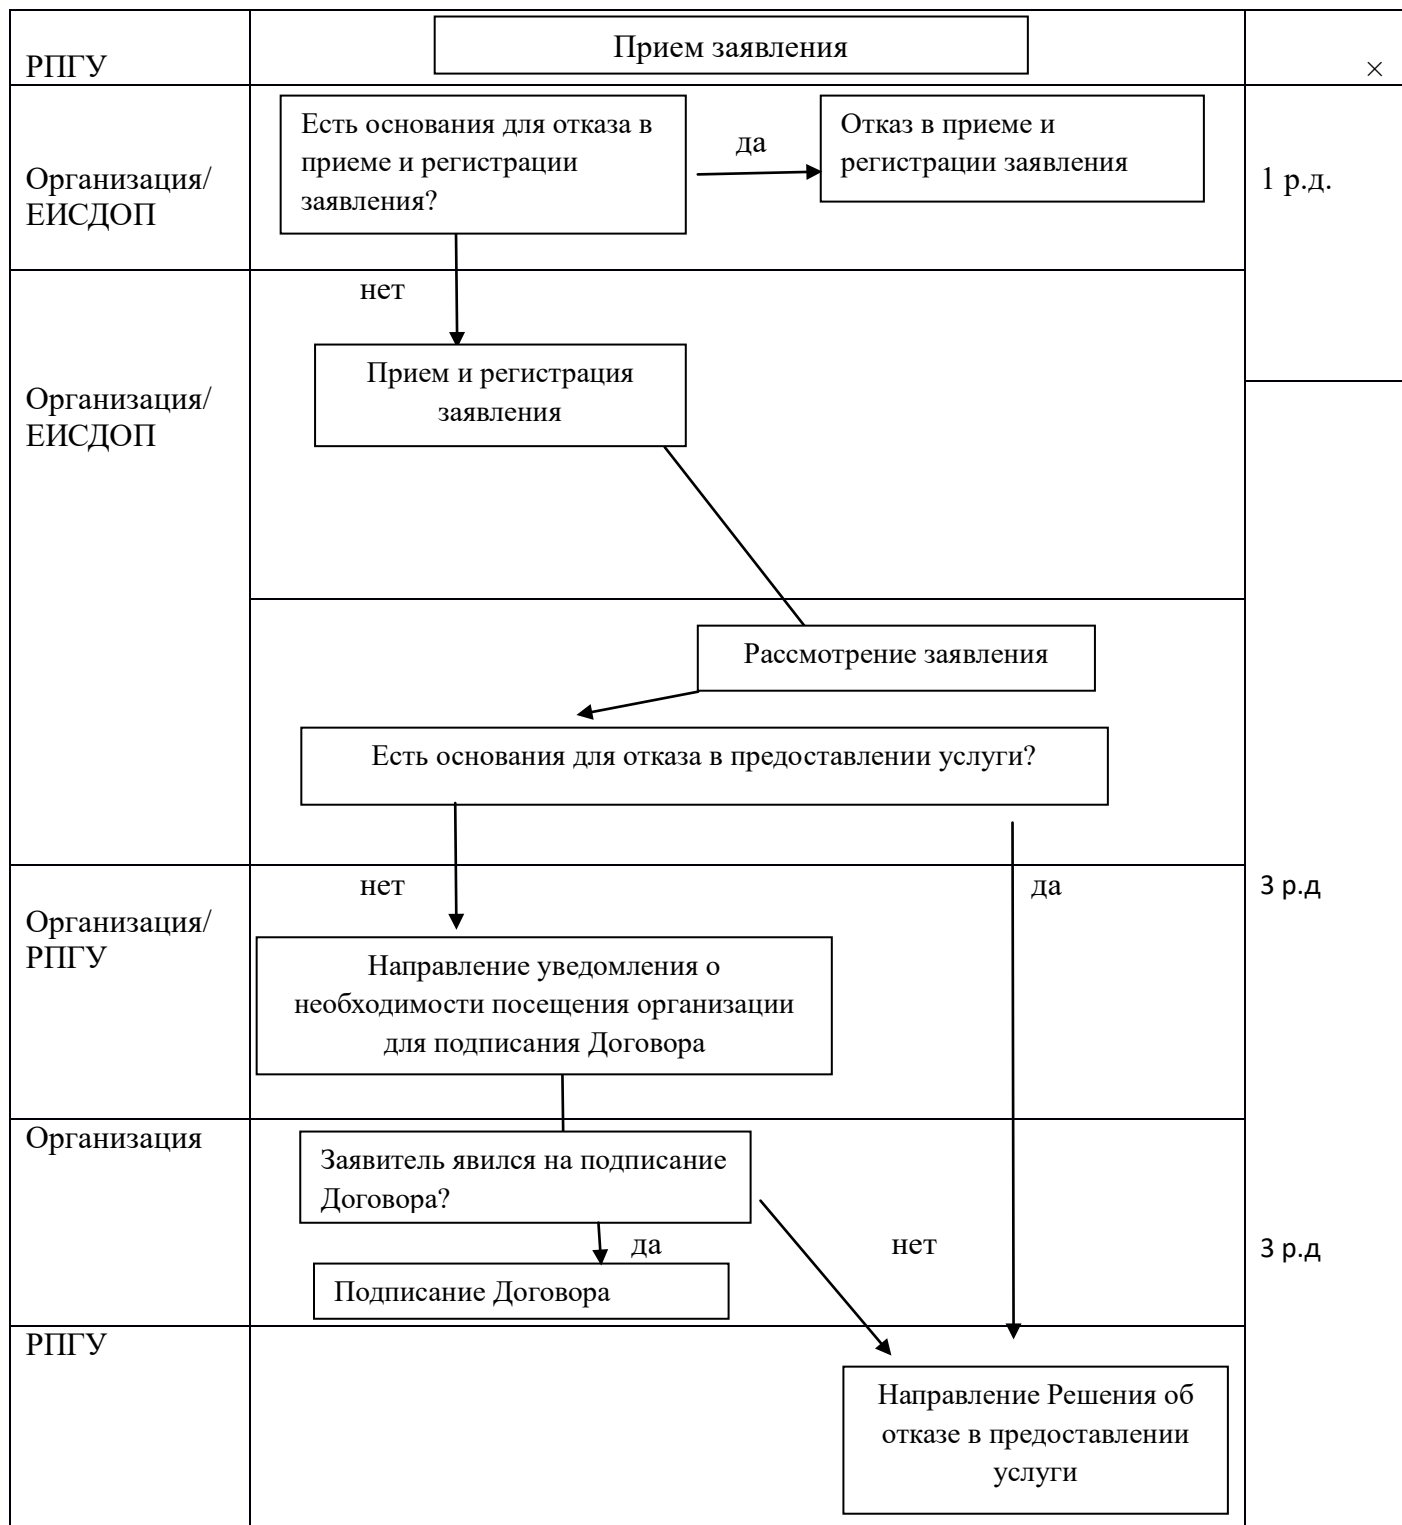 Прием заявления
РПГУ
×
Есть основания для отказа в
приеме и регистрации
заявления?
да
Отказ в приеме и
регистрации заявления
Организация/
ЕИСДОП
1 р.д.
нет
Прием и регистрация
заявления
Организация/
ЕИСДОП
Рассмотрение заявления
Есть основания для отказа в предоставлении услуги?
нет
да
3 р.д
Организация/
РПГУ
Направление уведомления о
необходимости посещения организации
для подписания Договора
Организация
Заявитель явился на подписание
Договора?
да
нет
3 р.д
Подписание Договора
РПГУ
Направление Решения об
отказе в предоставлении
услуги